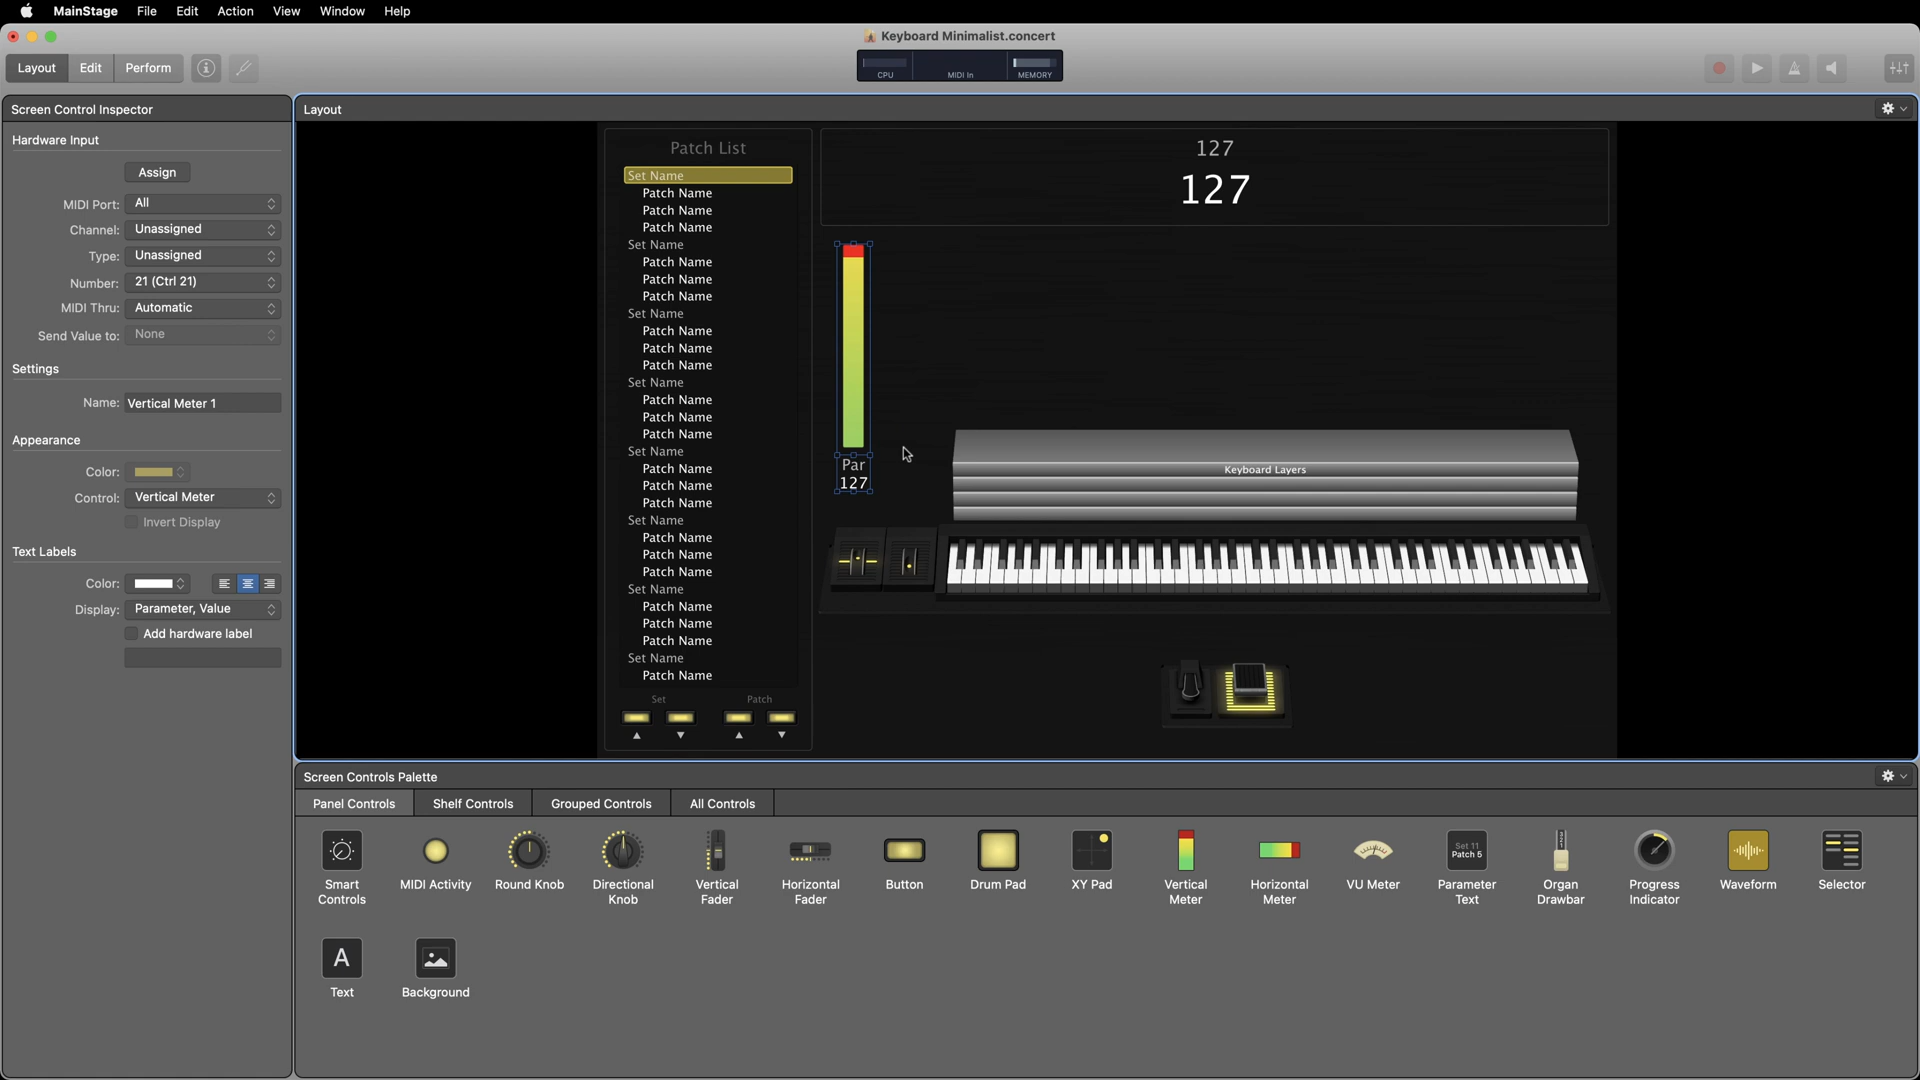 MainStage File Edit Action View Window Help
Keyboard Minimalist.concert
Layout Edit Perform
CPU MIDI In MEMORY
Screen Control Inspector
Hardware Input
Assign
MIDI Port: All
Channel: Unassigned
Type: Unassigned
Number: 21 (Ctrl 21)
MIDI Thru: Automatic
Send Value to: None
Settings
Name: Vertical Meter 1
Appearance
Color:
Control: Vertical Meter
Invert Display
Text Labels
Color:
Display: Parameter, Value
Add hardware label
Layout
Patch List
Set Name
Patch Name
Patch Name
Patch Name
Set Name
Patch Name
Patch Name
Patch Name
Set Name
Patch Name
Patch Name
Patch Name
Set Name
Patch Name
Patch Name
Patch Name
Set Name
Patch Name
Patch Name
Patch Name
Set Name
Patch Name
Patch Name
Patch Name
Set Name
Patch Name
Patch Name
Patch Name
Set Name
Patch Name
Set Patch
127
127
Par
127
Keyboard Layers
Screen Controls Palette
Panel Controls Shelf Controls Grouped Controls All Controls
Smart Controls
MIDI Activity
Round Knob
Directional Knob
Vertical Fader
Horizontal Fader
Button
Drum Pad
XY Pad
Vertical Meter
Horizontal Meter
VU Meter
Set 11
Patch 5
Parameter Text
Organ Drawbar
Progress Indicator
Waveform
Selector
A
Text
Background